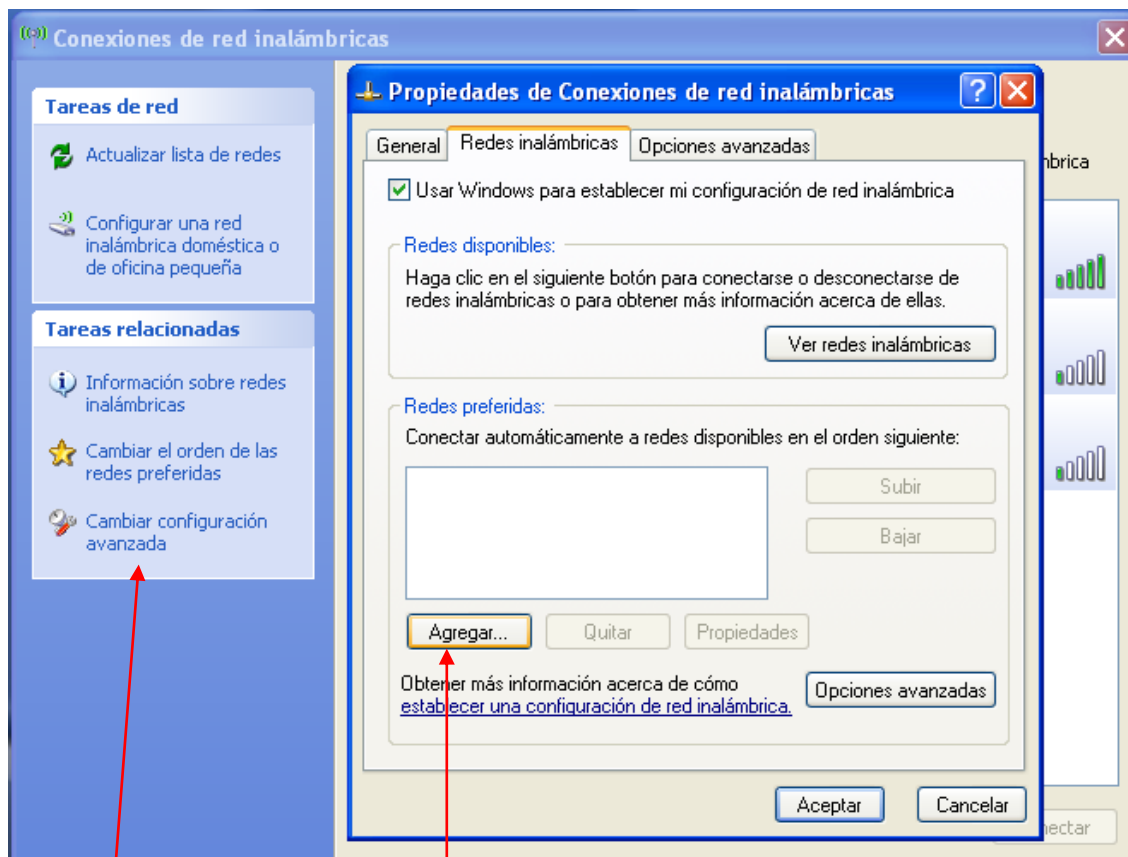 Conexiones de red inalámbricas
Tareas de red
Actualizar lista de redes
Configurar una red
inalámbrica doméstica o
de oficina pequeña
Tareas relacionadas
Información sobre redes
inalámbricas
Cambiar el orden de las
redes preferidas
Cambiar configuración
avanzada
Propiedades de Conexiones de red inalámbricas
General
Redes inalámbricas
Opciones avanzadas
Usar Windows para establecer mi configuración de red inalámbrica
Redes disponibles:
Haga clic en el siguiente botón para conectarse o desconectarse de
redes inalámbricas o para obtener más información acerca de ellas.
Ver redes inalámbricas
Redes preferidas:
Conectar automáticamente a redes disponibles en el orden siguiente:
Subir
Bajar
Agregar...
Quitar
Propiedades
Obtener más información acerca de cómo
establecer una configuración de red inalámbrica.
Opciones avanzadas
Aceptar
Cancelar